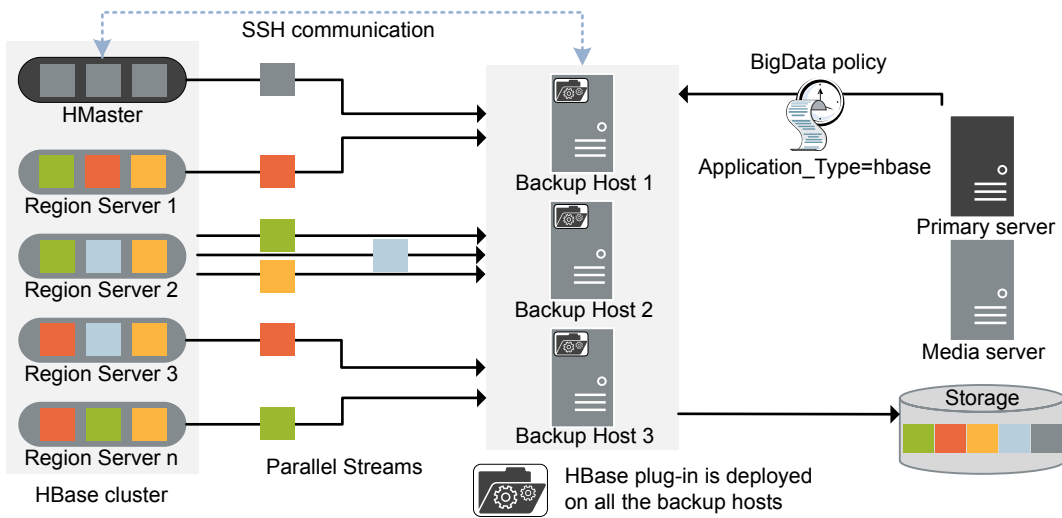 SSH communication
HMaster
Region Server 1
Region Server 2
Region Server 3
Region Server n
HBase cluster
Parallel Streams
Backup Host 1
Backup Host 2
Backup Host 3
HBase plug-in is deployed
on all the backup hosts
BigData policy
Application_Type=hbase
Primary server
Media server
Storage